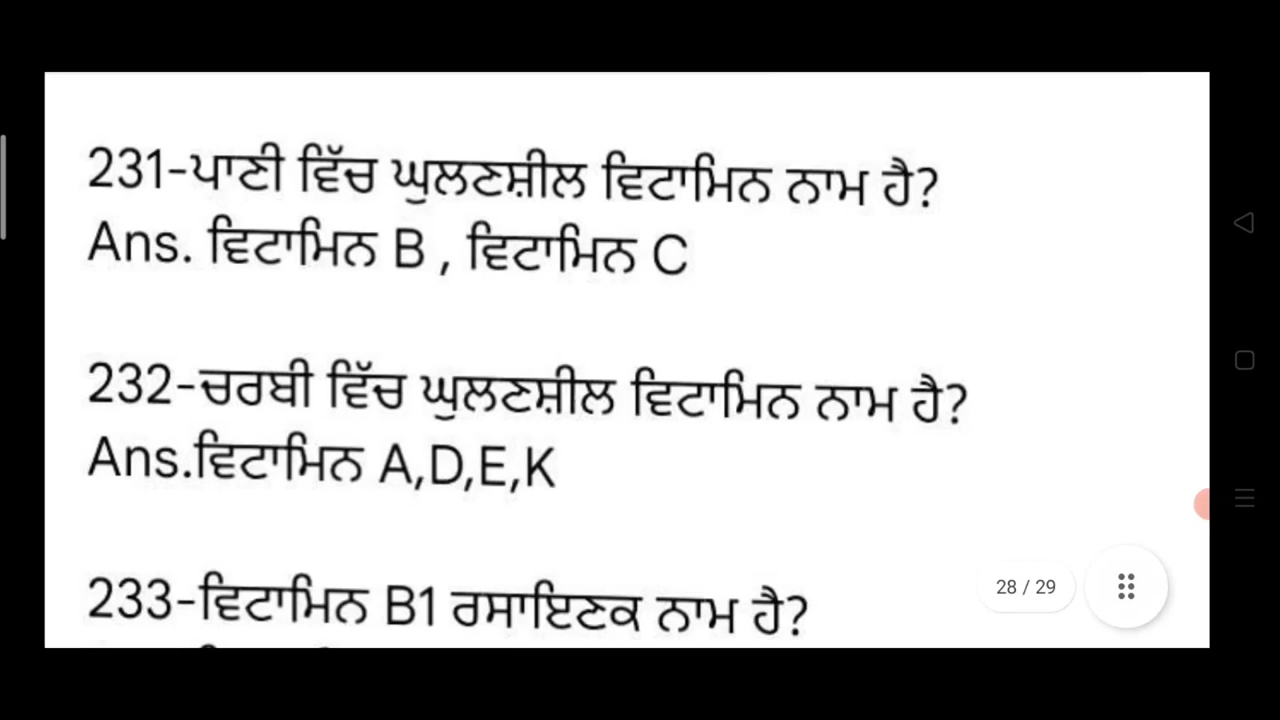 231-ਪਾਣੀ ਵਿੱਚ ਘੁਲਣਸ਼ੀਲ ਵਿਟਾਮਿਨ ਨਾਮ ਹੈ?
Ans. ਵਿਟਾਮਿਨ B , ਵਿਟਾਮਿਨ C
232-ਚਰਬੀ ਵਿੱਚ ਘੁਲਣਸ਼ੀਲ ਵਿਟਾਮਿਨ ਨਾਮ ਹੈ?
Ans.ਵਿਟਾਮਿਨ A,D,E,K
233-ਵਿਟਾਮਿਨ B1 ਰਸਾਇਣਕ ਨਾਮ ਹੈ?
28 / 29